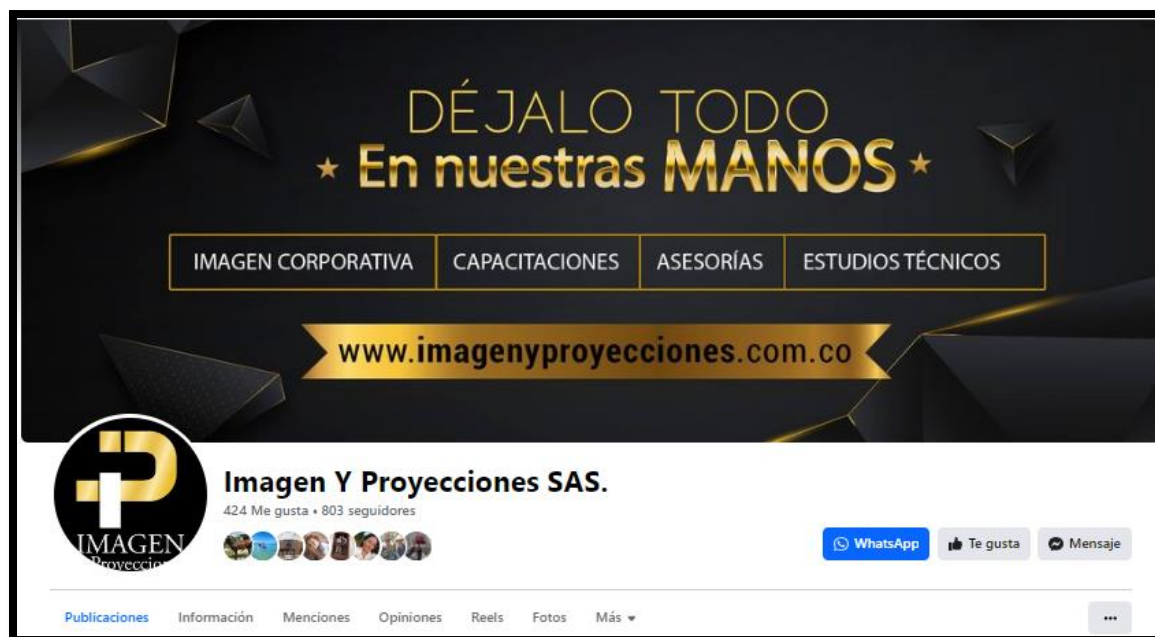 DÉJALO TODO
★ En nuestras MANOS ★
IMAGEN CORPORATIVA CAPACITACIONES ASESORÍAS ESTUDIOS TÉCNICOS
www.imagenyproyecciones.com.co
IMAGEN
Proyeccio
Imagen Y Proyecciones SAS.
424 Me gusta • 803 seguidores
WhatsApp Te gusta Mensaje
Publicaciones Información Menciones Opiniones Reels Fotos Más